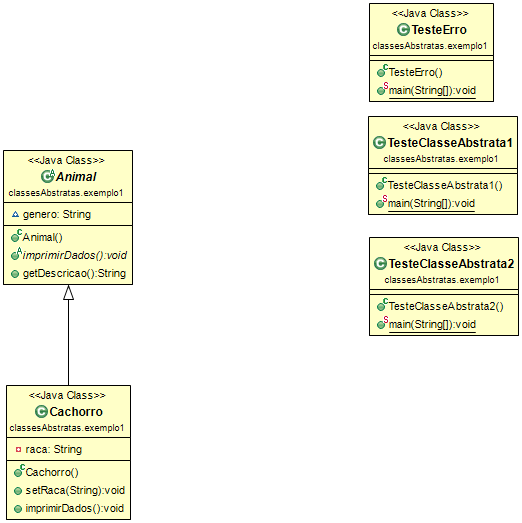 <<Java Class>>
TesteErro
classesAbstratas.exemplo1
TesteErro()
main(String[]):void
<<Java Class>>
TesteClasseAbstrata1
classesAbstratas.exemplo1
TesteClasseAbstrata1()
main(String[]):void
<<Java Class>>
Animal
classesAbstratas.exemplo1
genero: String
Animal()
imprimirDados():void
getDescricao():String
<<Java Class>>
TesteClasseAbstrata2
classesAbstratas.exemplo1
TesteClasseAbstrata2()
main(String[]):void
<<Java Class>>
Cachorro
classesAbstratas.exemplo1
raca: String
Cachorro()
setRaca(String):void
imprimirDados():void